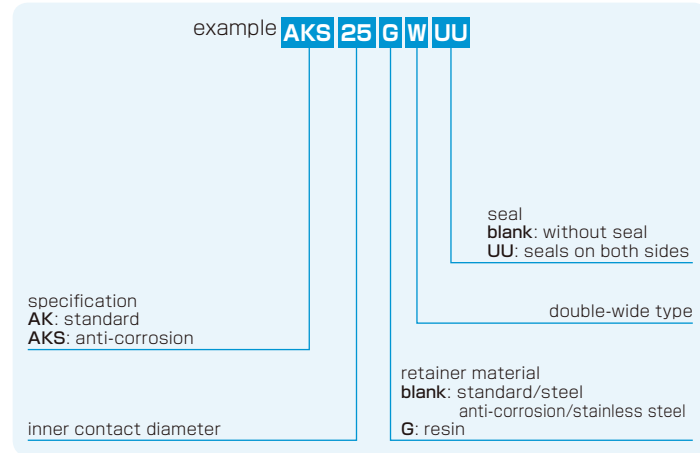 example AKS 25 G W UU
seal
blank: without seal
UU: seals on both sides
specification
AK: standard
AKS: anti-corrosion
double-wide type
retainer material
blank: standard/steel
anti-corrosion/stainless steel
G: resin
inner contact diameter